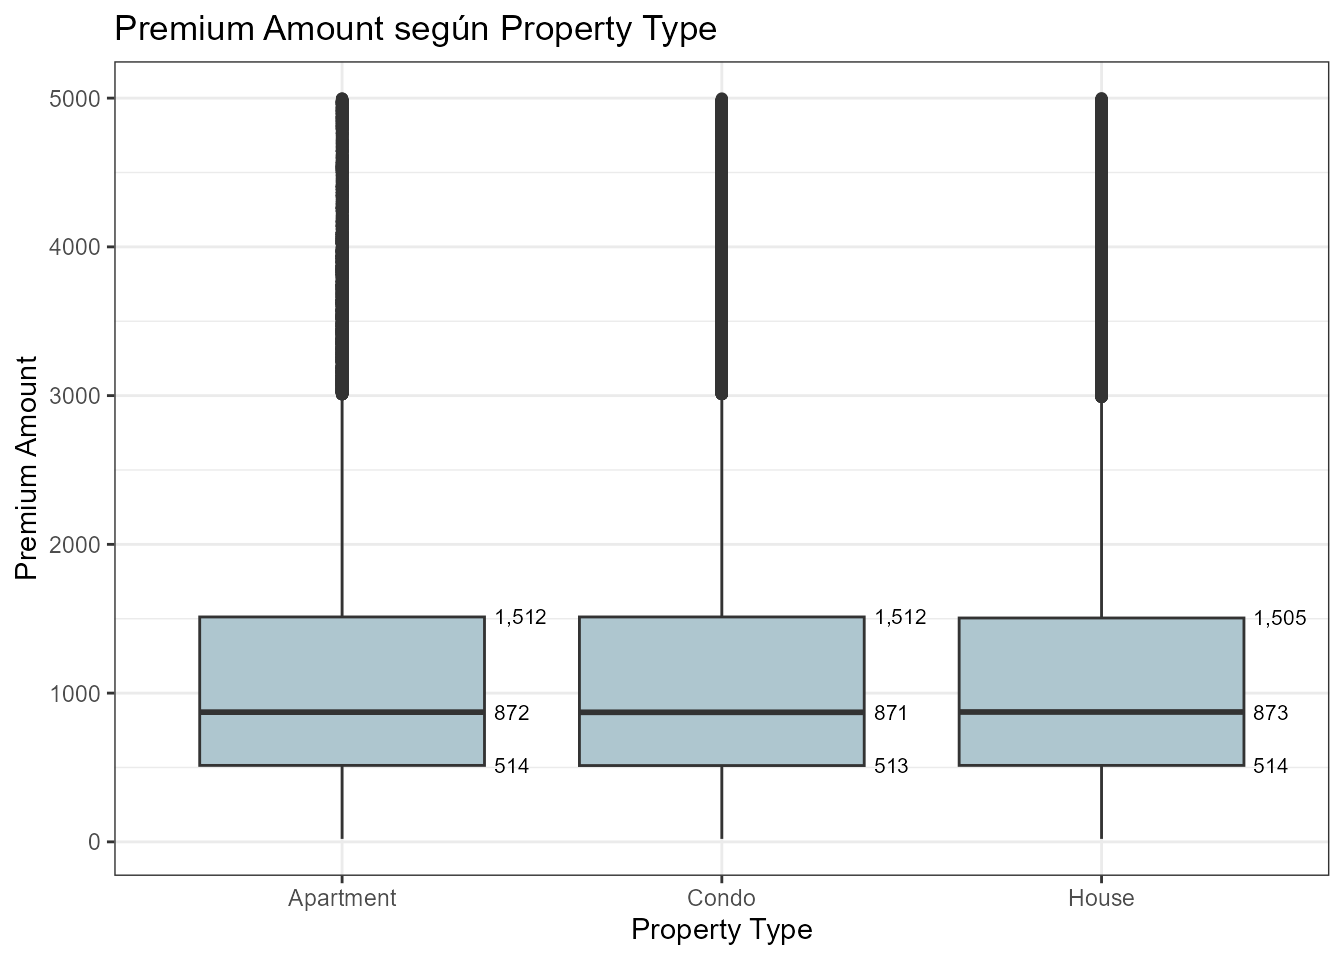 Premium Amount según Property Type
Premium Amount
5000
4000
3000
2000
1000
0
1,512
872
514
1,512
871
513
1,505
873
514
Apartment
Condo
House
Property Type